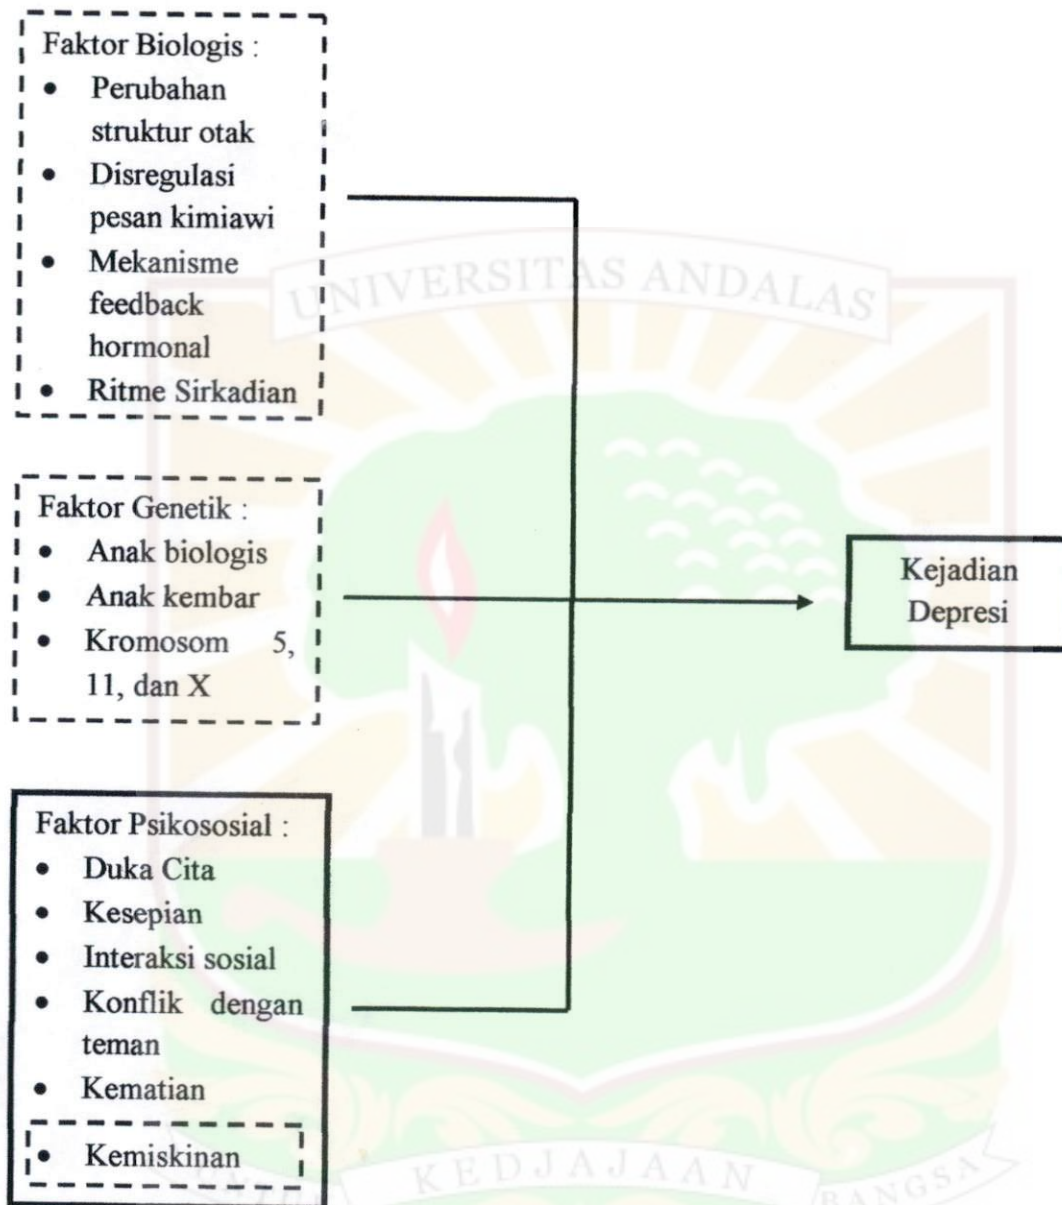 Faktor Biologis :
• Perubahan
struktur otak
• Disregulasi
pesan kimiawi
• Mekanisme
feedback
hormonal
• Ritme Sirkadian
UNIVERSITAS ANDALAS
Faktor Genetik :
• Anak biologis
• Anak kembar
• Kromosom 5,
11, dan X
Kejadian
Depresi
Faktor Psikososial :
• Duka Cita
• Kesepian
• Interaksi sosial
• Konflik dengan
teman
• Kematian
• Kemiskinan
UNTUK KEDJAJAAN BANGSA